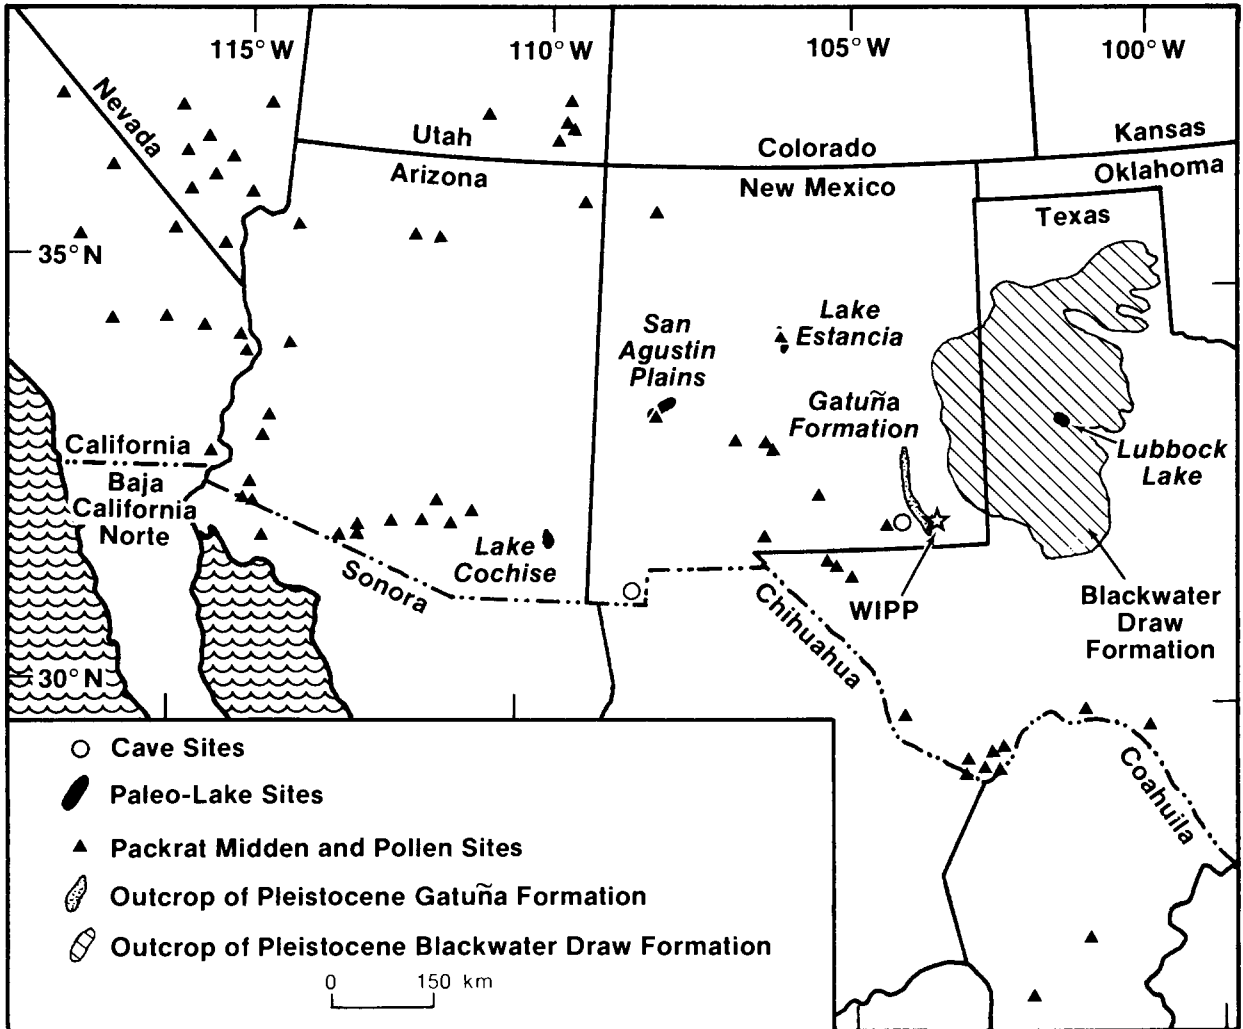 115° W
110° W
105° W
100° W
Nevada
Utah
Colorado
Kansas
Arizona
New Mexico
Oklahoma
Texas
35° N
San
Agustin
Plains
Lake
Estancia
Gatuña
Formation
Lubbock
Lake
California
Baja
California
Norte
Lake
Cochise
Sonora
Chihuahua
WIPP
Blackwater
Draw
Formation
30° N
Coahuila
Cave Sites
Paleo-Lake Sites
Packrat Midden and Pollen Sites
Outcrop of Pleistocene Gatuña Formation
Outcrop of Pleistocene Blackwater Draw Formation
0 150 km